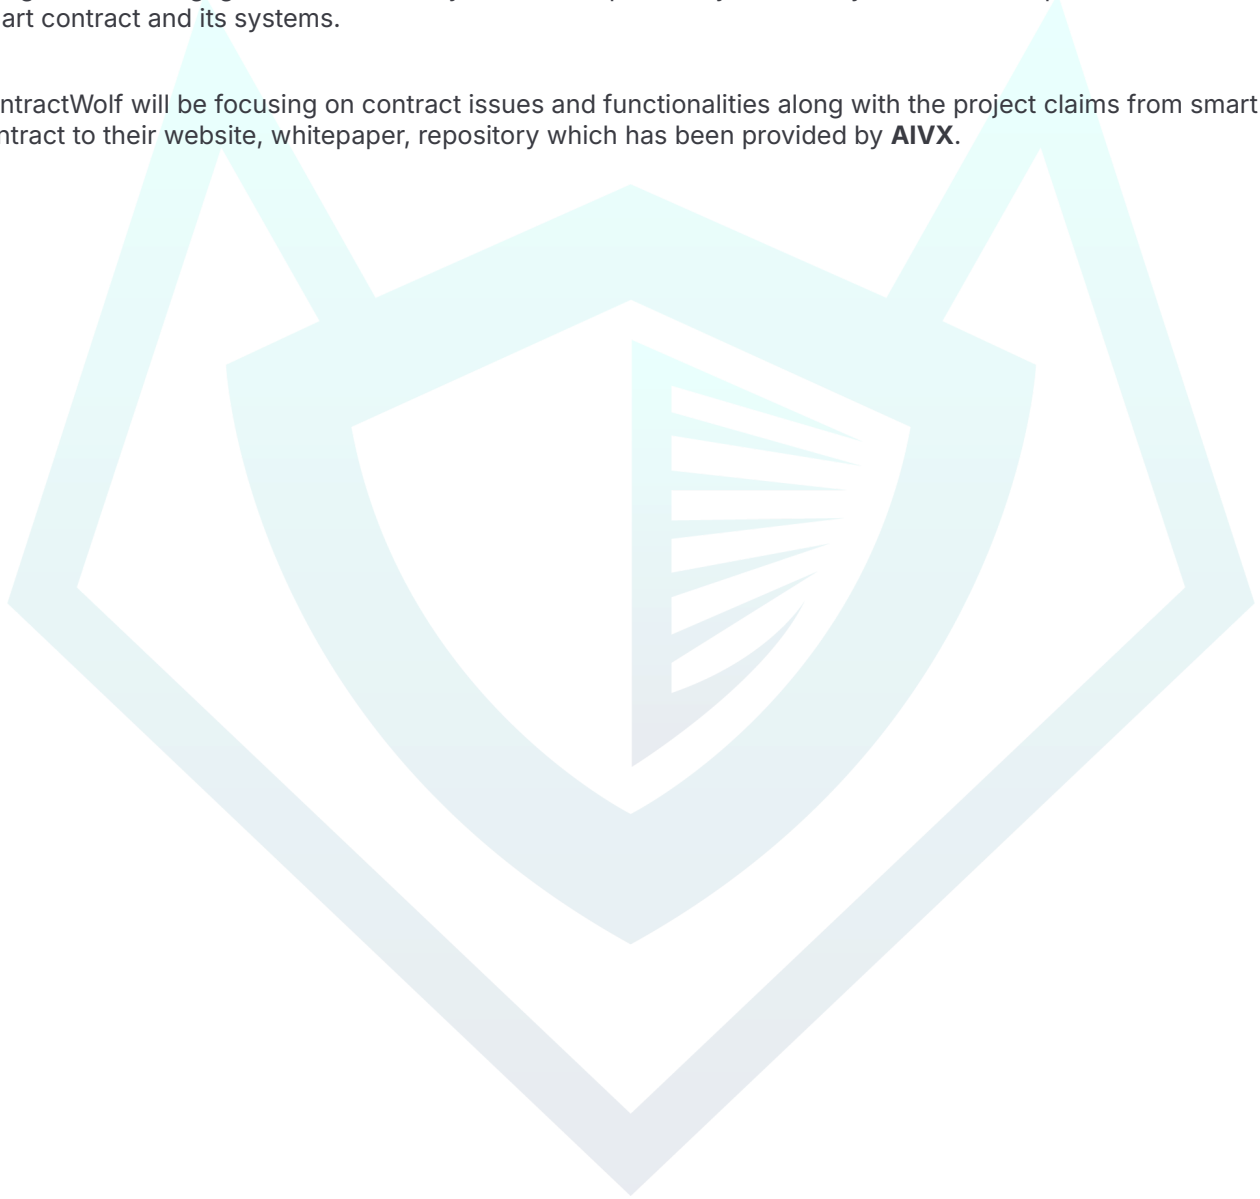 art contract and its systems.
ntractWolf will be focusing on contract issues and functionalities along with the project claims from smart
ntract to their website, whitepaper, repository which has been provided by AIVX.